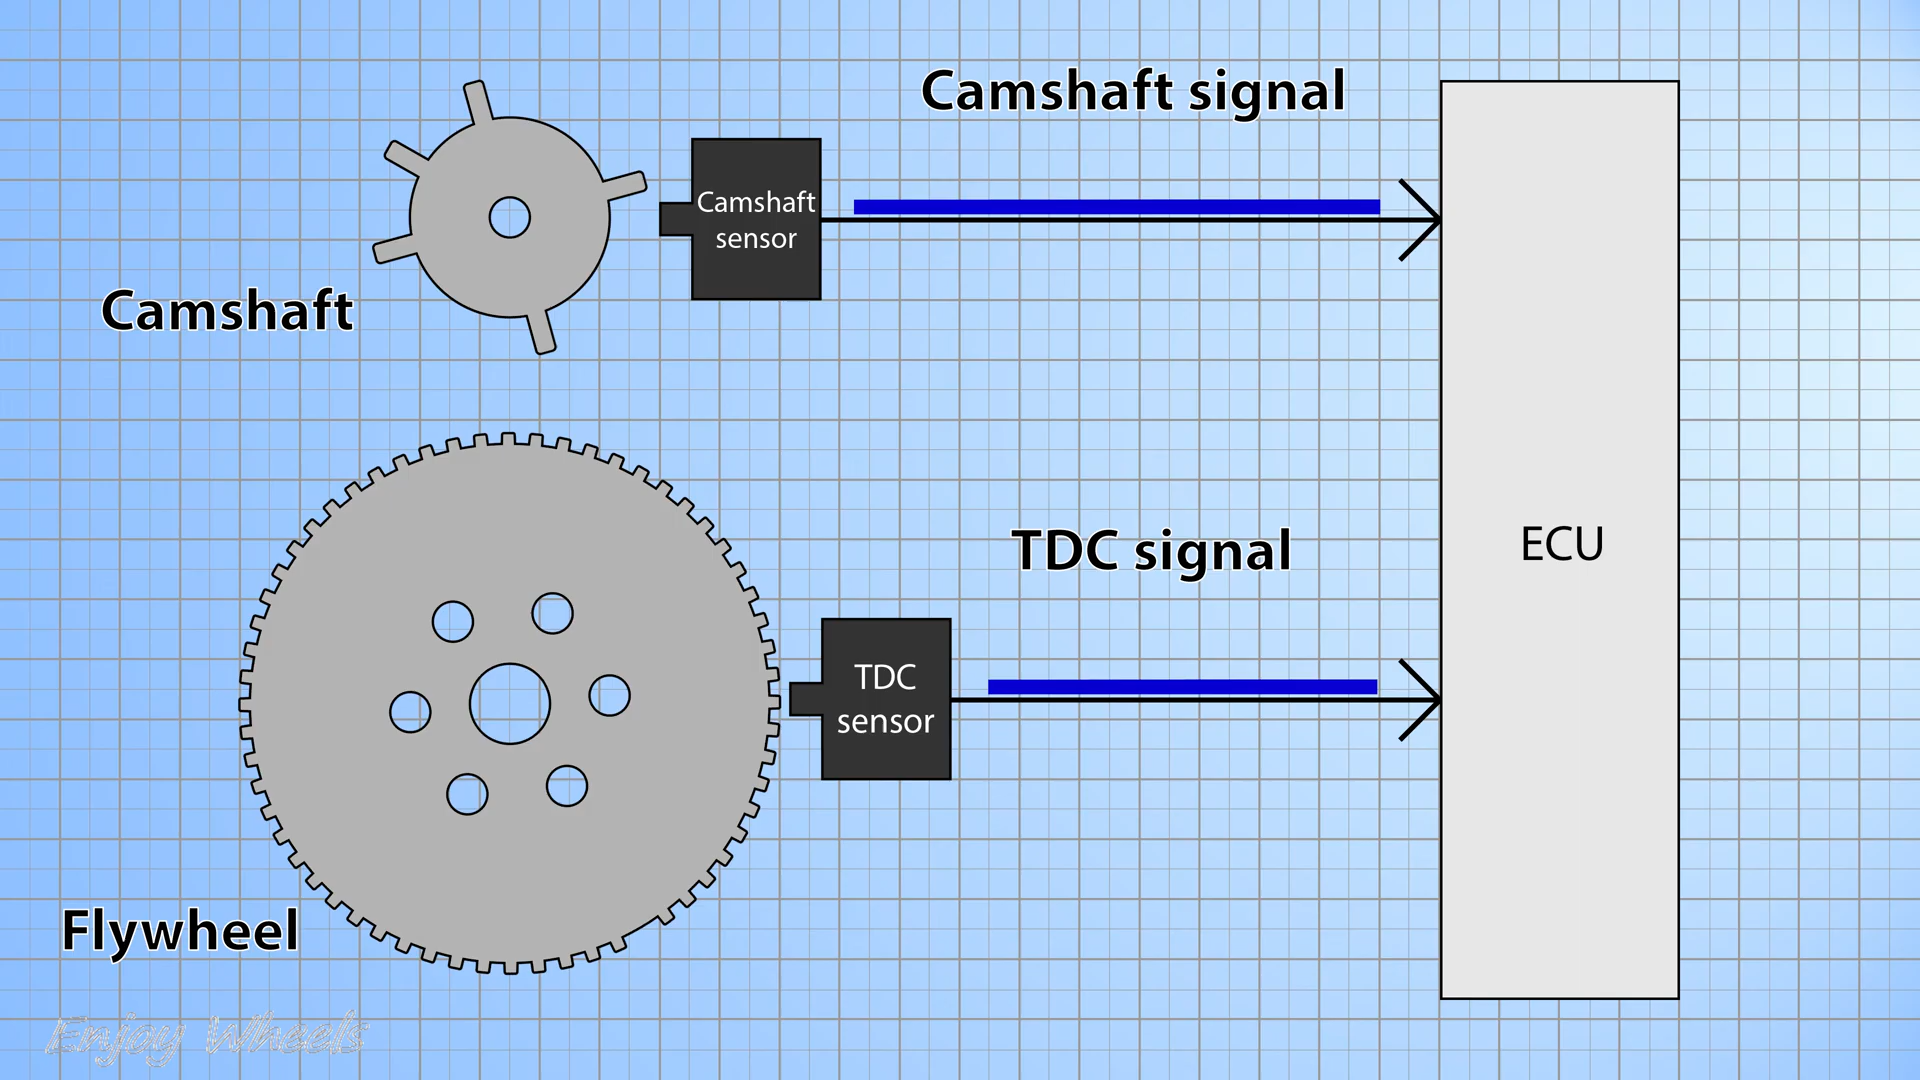 Camshaft signal
Camshaft
sensor
Camshaft
TDC signal
ECU
TDC
sensor
Flywheel
Enjoy Wheels